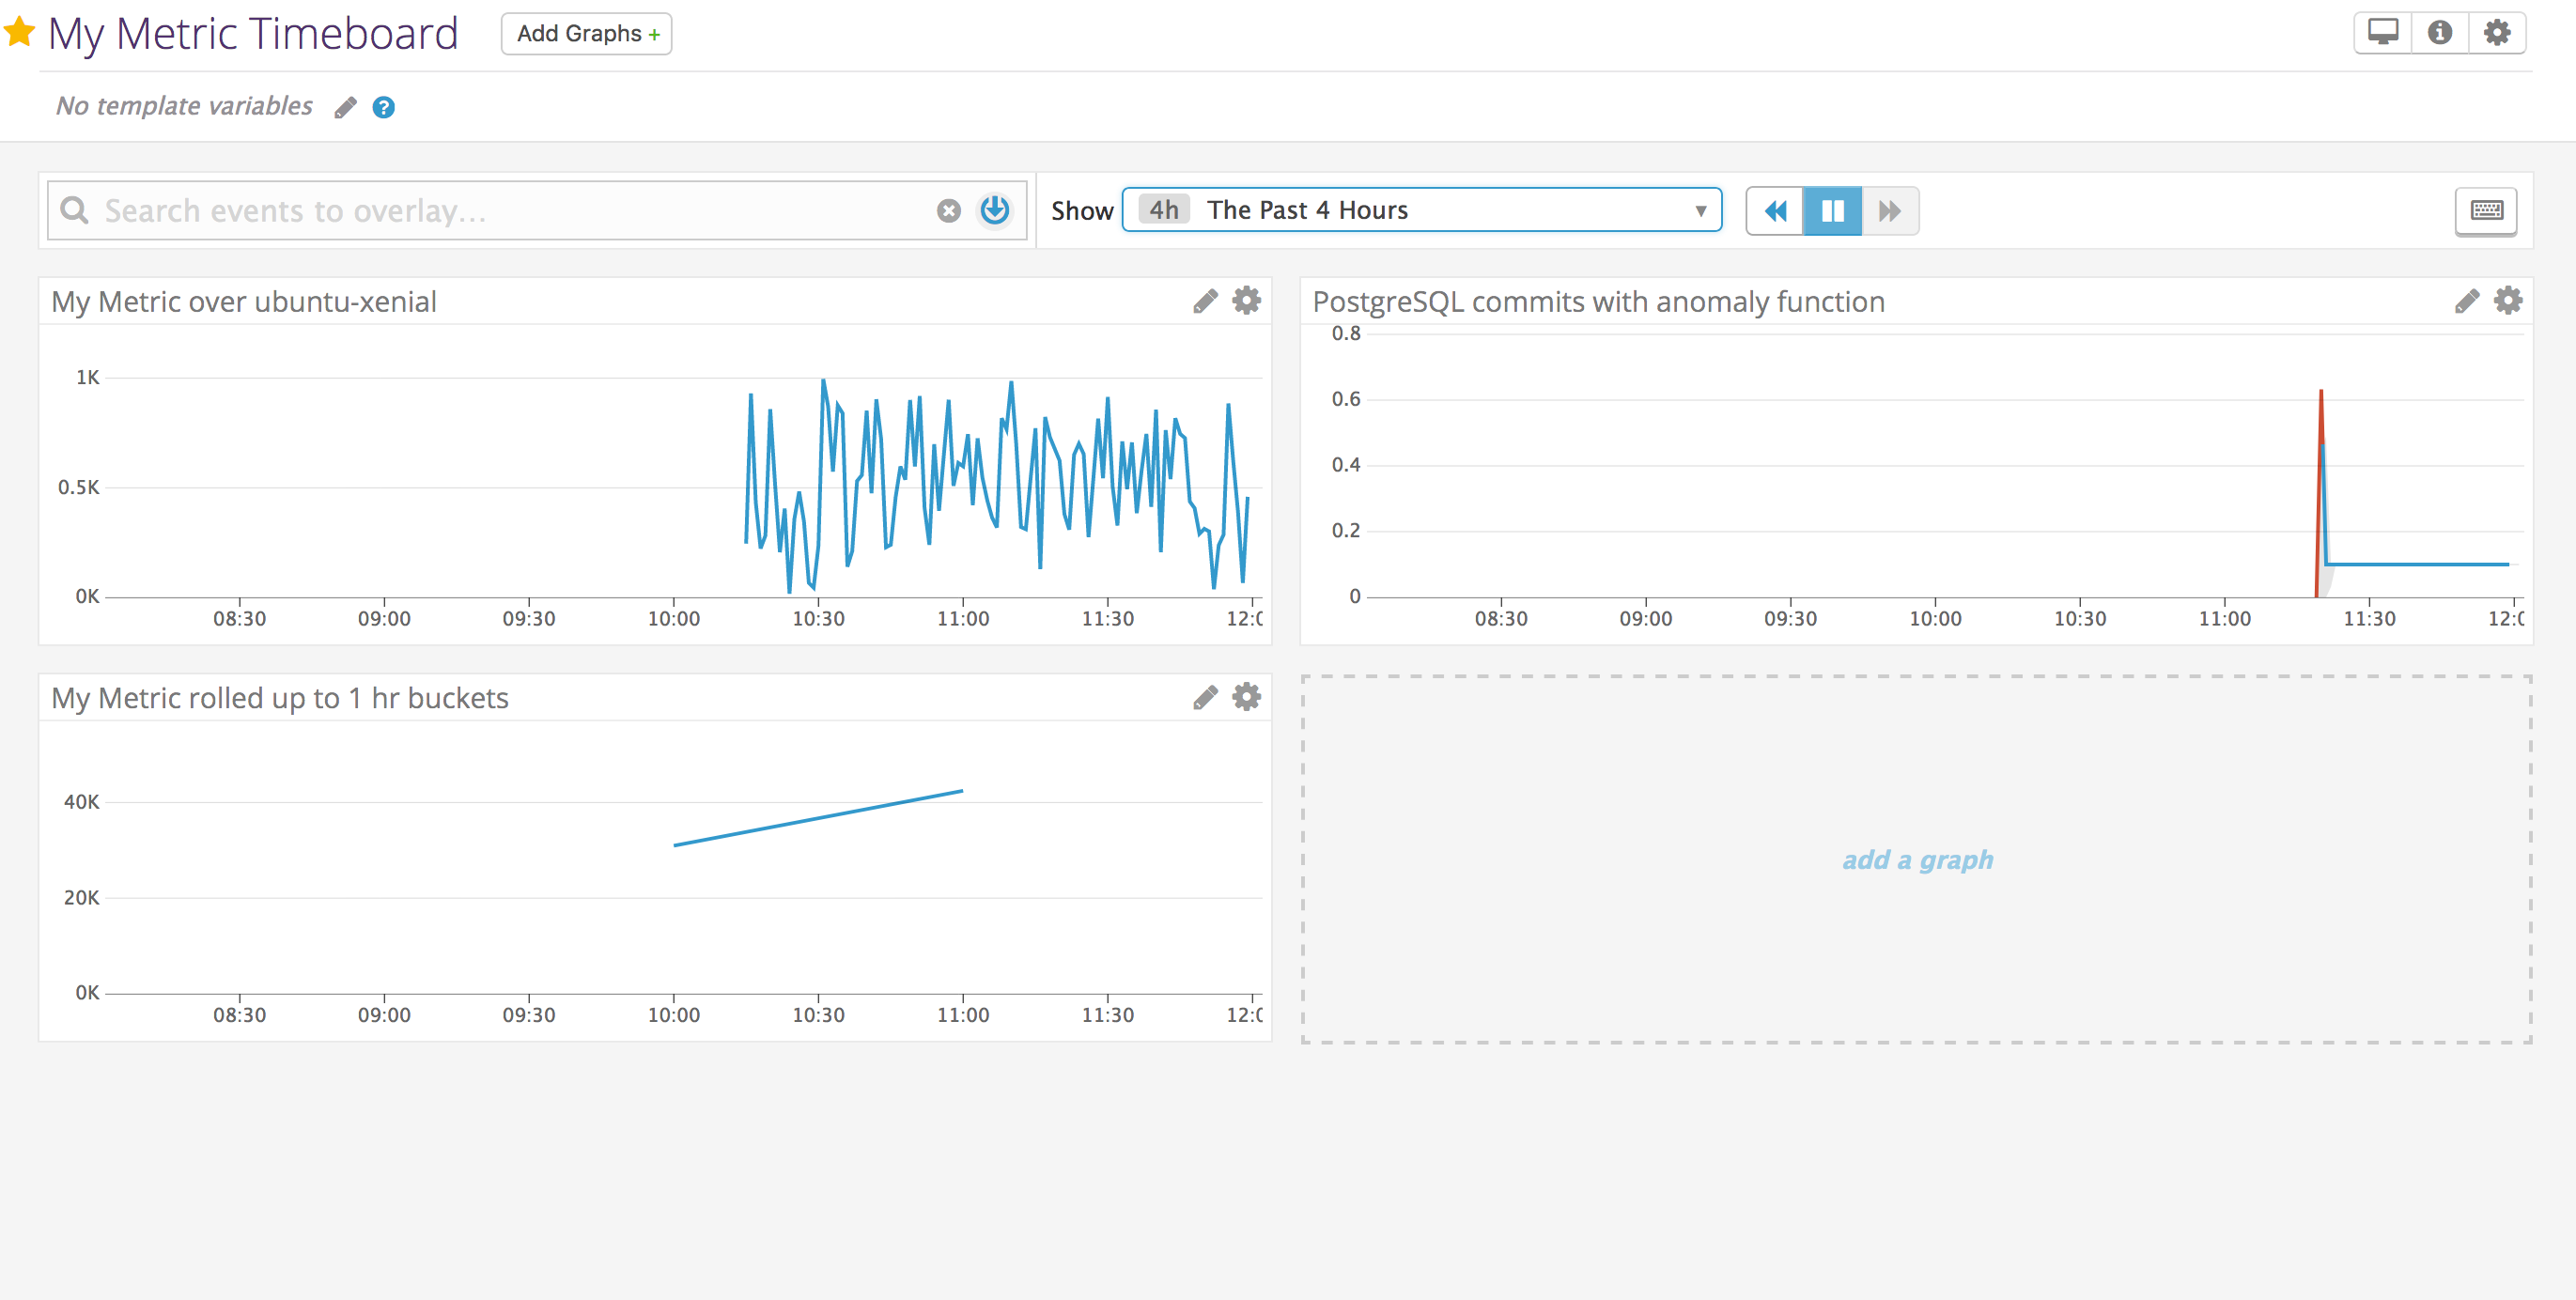 My Metric Timeboard
Add Graphs +
No template variables
Search events to overlay...
Show 4h The Past 4 Hours
My Metric over ubuntu-xenial
1K
0.5K
0K
08:30 09:00 09:30 10:00 10:30 11:00 11:30 12:0
PostgreSQL commits with anomaly function
0.8
0.6
0.4
0.2
0
08:30 09:00 09:30 10:00 10:30 11:00 11:30 12:0
My Metric rolled up to 1 hr buckets
40K
20K
0K
08:30 09:00 09:30 10:00 10:30 11:00 11:30 12:0
add a graph